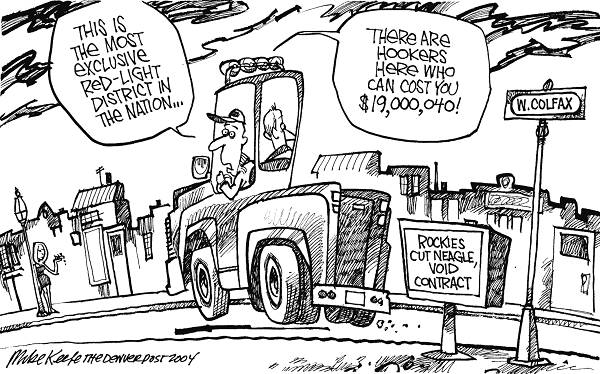 THIS IS
THE MOST
EXCLUSIVE
RED-LIGHT
DISTRICT IN
THE NATION...
THERE ARE
HOOKERS
HERE WHO
CAN COST YOU
$19,000,040!
W. COLFAX
ROCKIES
CUT NEAGLE,
VOID
CONTRACT
Mike Keefe THE DENVER POST 2004